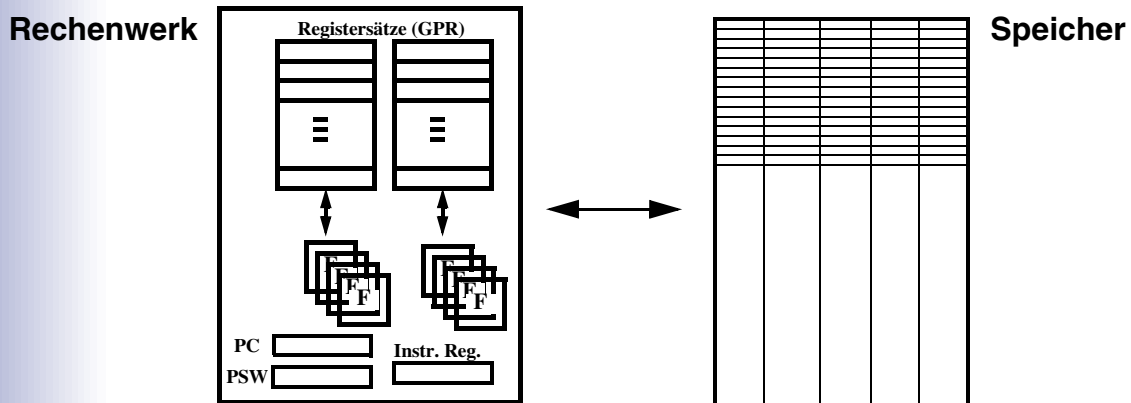 Rechenwerk
Registersätze (GPR)
Speicher
F
F
F
F
F
F
F
F
PC
Instr. Reg.
PSW